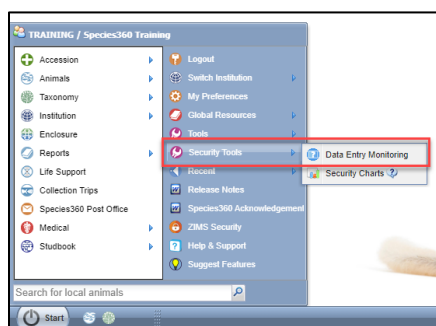 TRAINING / Species360 Training
Accession
Animals
Taxonomy
Institution
Enclosure
Reports
Life Support
Collection Trips
Species360 Post Office
Medical
Studbook
Logout
Switch Institution
My Preferences
Global Resources
Tools
Security Tools
Recent
Release Notes
Species360 Acknowledgement
ZIMS Security
Help & Support
Suggest Features
Data Entry Monitoring
Security Charts
Search for local animals
Start